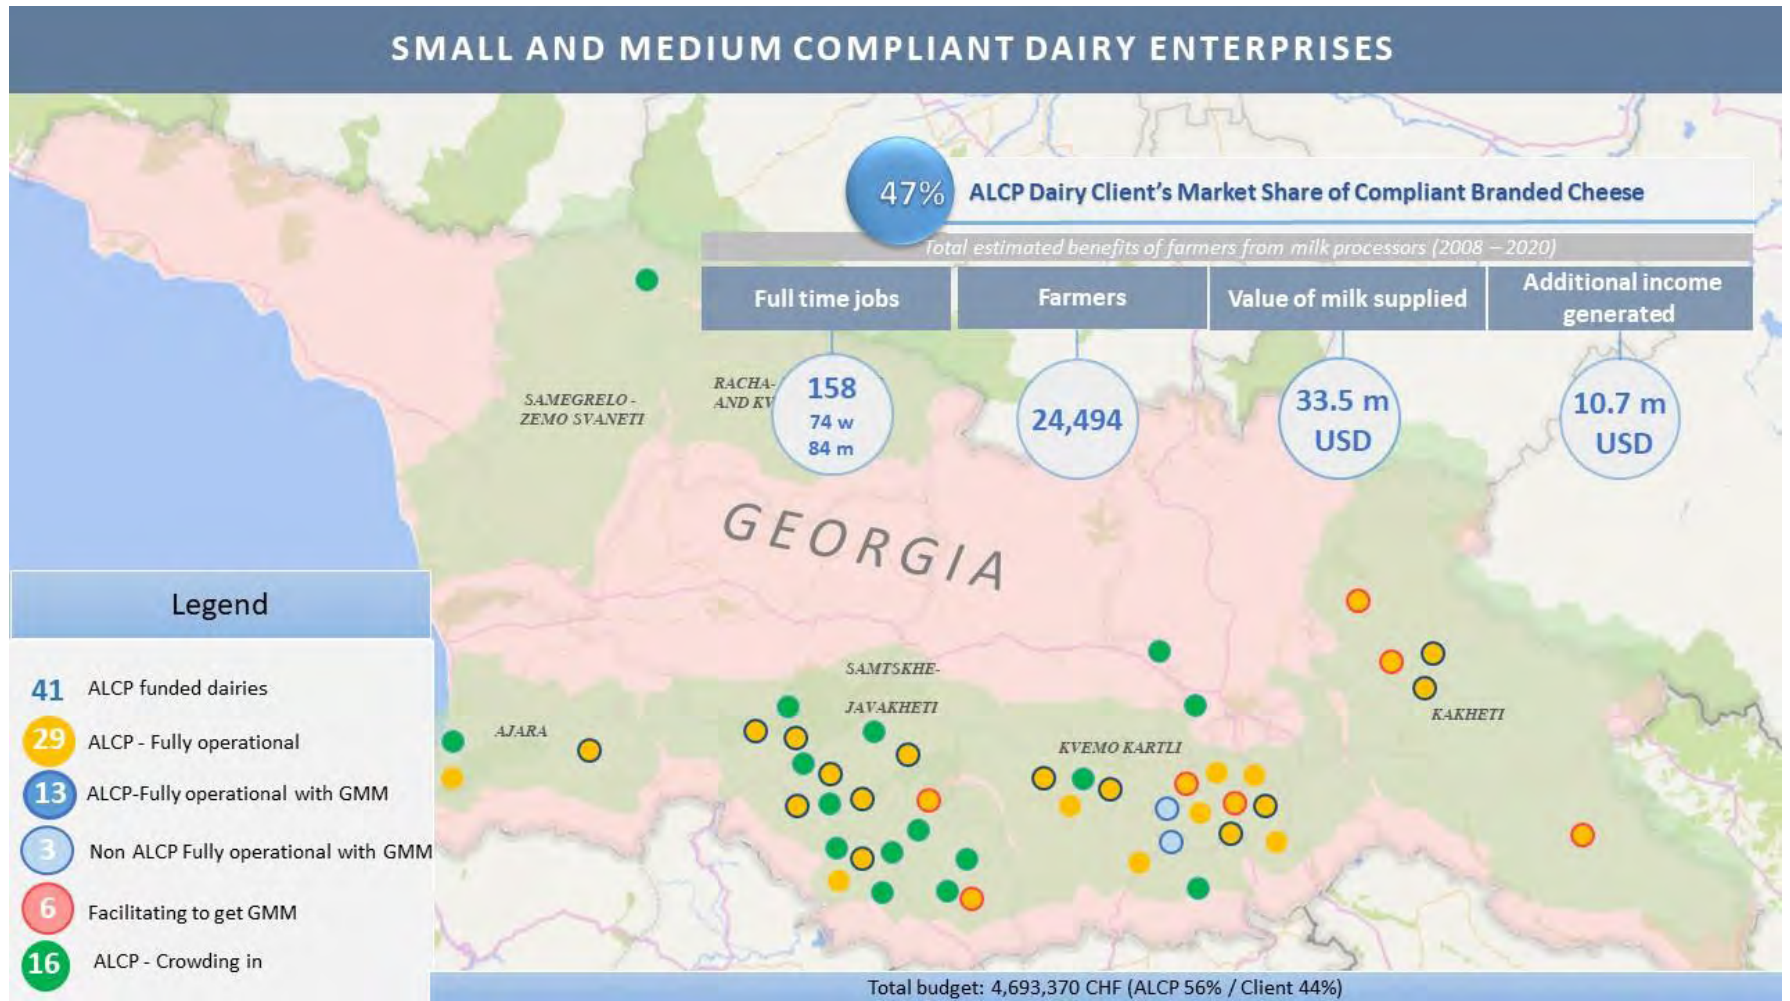 SMALL AND MEDIUM COMPLIANT DAIRY ENTERPRISES
47%
ALCP Dairy Client's Market Share of Compliant Branded Cheese
Total estimated benefits of farmers from milk processors (2008 – 2020)
Full time jobs
Farmers
Value of milk supplied
Additional income
generated
158
74 w
84 m
24,494
33.5 m
USD
10.7 m
USD
SAMEGRELO -
ZEMO SVANETI
RACHA-
AND KV
GEORGIA
SAMTSKHE-
JAVAKHETI
AJARA
KVEMO KARTLI
KAKHETI
Legend
41 ALCP funded dairies
29 ALCP - Fully operational
13 ALCP-Fully operational with GMM
3 Non ALCP Fully operational with GMM
6 Facilitating to get GMM
16 ALCP - Crowding in
Total budget: 4,693,370 CHF (ALCP 56% / Client 44%)